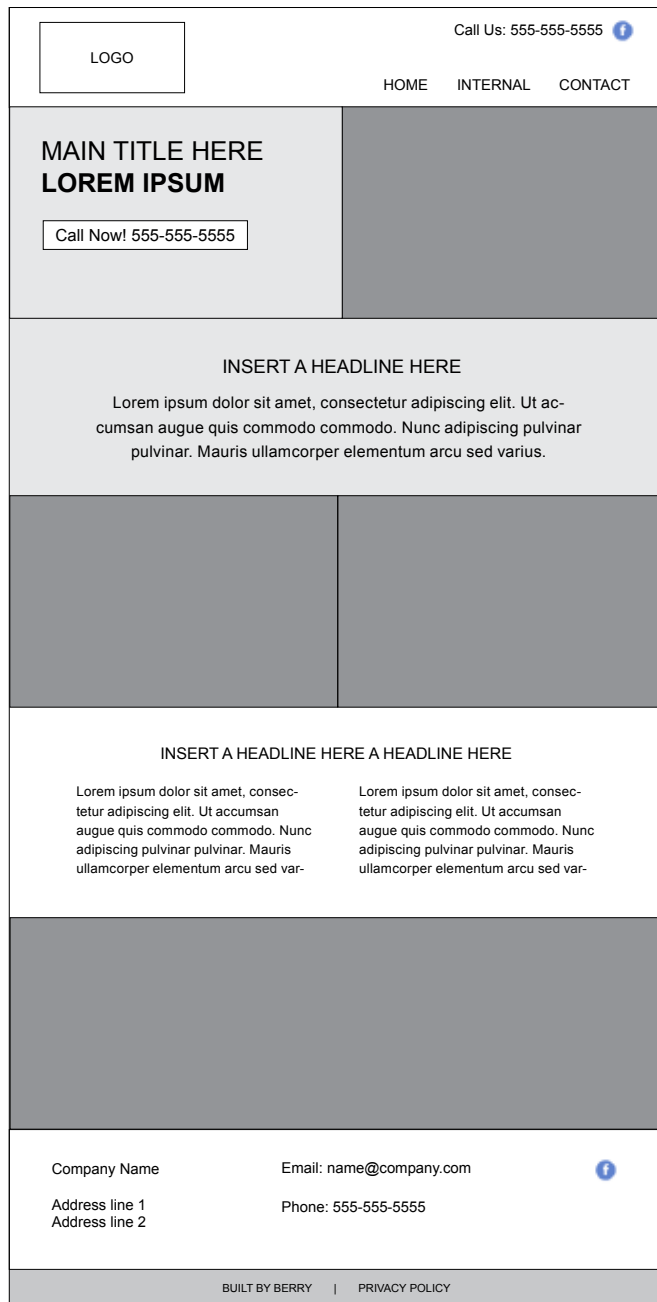 LOGO
Call Us: 555-555-5555
HOME INTERNAL CONTACT
MAIN TITLE HERE
LOREM IPSUM
Call Now! 555-555-5555
INSERT A HEADLINE HERE
Lorem ipsum dolor sit amet, consectetur adipiscing elit. Ut ac-
cumsan augue quis commodo commodo. Nunc adipiscing pulvinar
pulvinar. Mauris ullamcorper elementum arcu sed varius.
INSERT A HEADLINE HERE A HEADLINE HERE
Lorem ipsum dolor sit amet, consec-
tetur adipiscing elit. Ut accumsan
augue quis commodo commodo. Nunc
adipiscing pulvinar pulvinar. Mauris
ullamcorper elementum arcu sed var-
Lorem ipsum dolor sit amet, consec-
tetur adipiscing elit. Ut accumsan
augue quis commodo commodo. Nunc
adipiscing pulvinar pulvinar. Mauris
ullamcorper elementum arcu sed var-
Company Name
Address line 1
Address line 2
Email: name@company.com
Phone: 555-555-5555
f
BUILT BY BERRY | PRIVACY POLICY